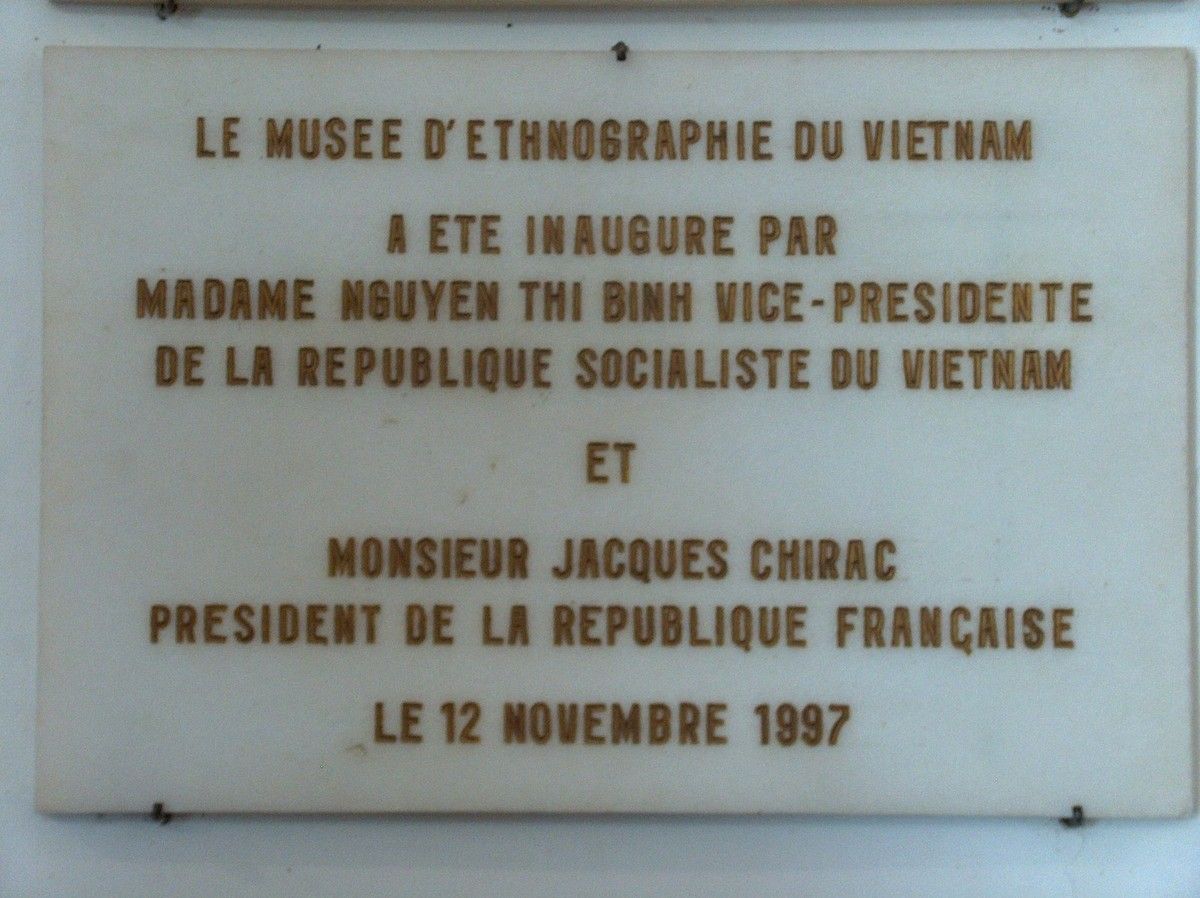 LE MUSEE D'ETHNOGRAPHIE DU VIETNAM
A ETE INAUGURE PAR
MADAME NGUYEN THI BINH VICE-PRESIDENTE
DE LA REPUBLIQUE SOCIALISTE DU VIETNAM
ET
MONSIEUR JACQUES CHIRAC
PRESIDENT DE LA REPUBLIQUE FRANÇAISE
LE 12 NOVEMBRE 1997